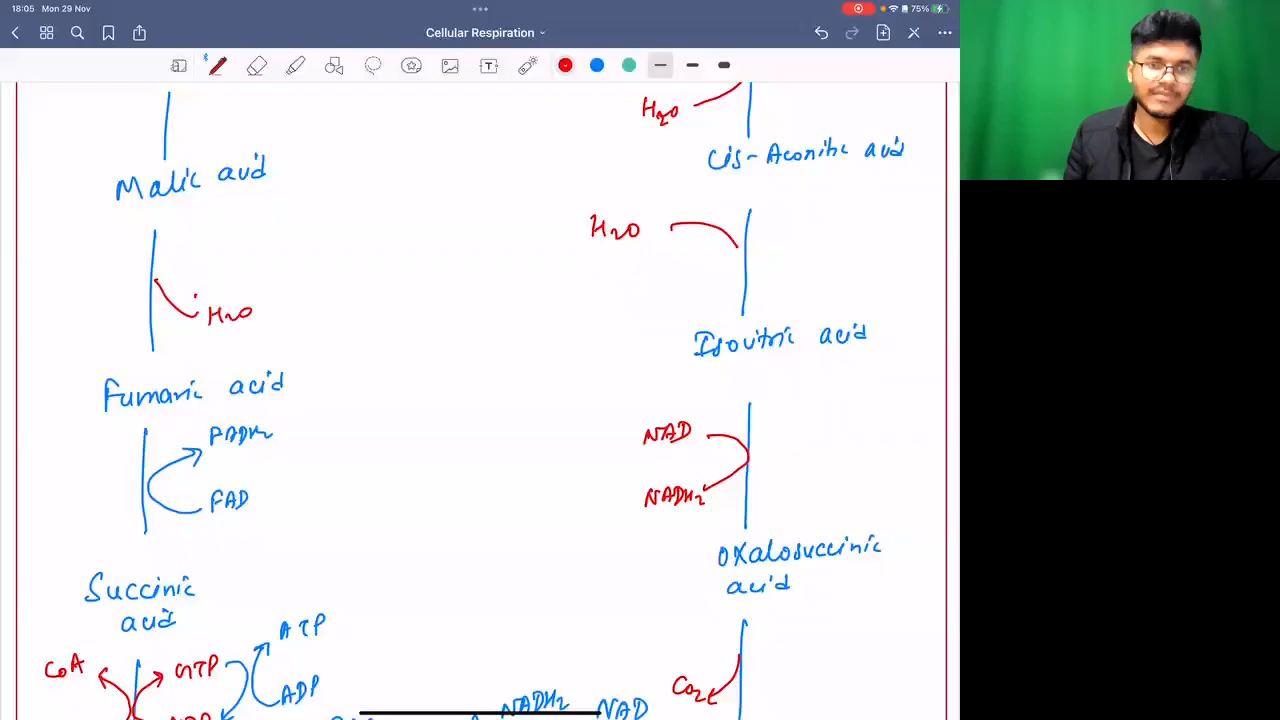 18:05 Mon 29 Nov
75%
Cellular Respiration
T
H2O
Cis-Aconitic acid
Malic acid
H2O
H2O
Isocitric acid
Fumaric acid
FADH2
NAD
FAD
NADH2
Oxalosuccinic
acid
Succinic
acid
ATP
CoA
GTP
ADP
CO2
NADH2
NAD